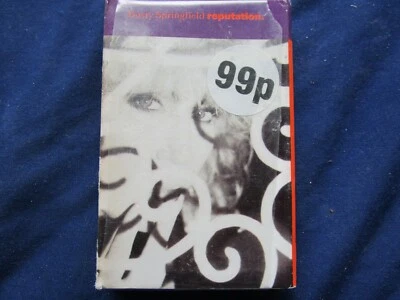 Dusty Springfield reputation.
99p